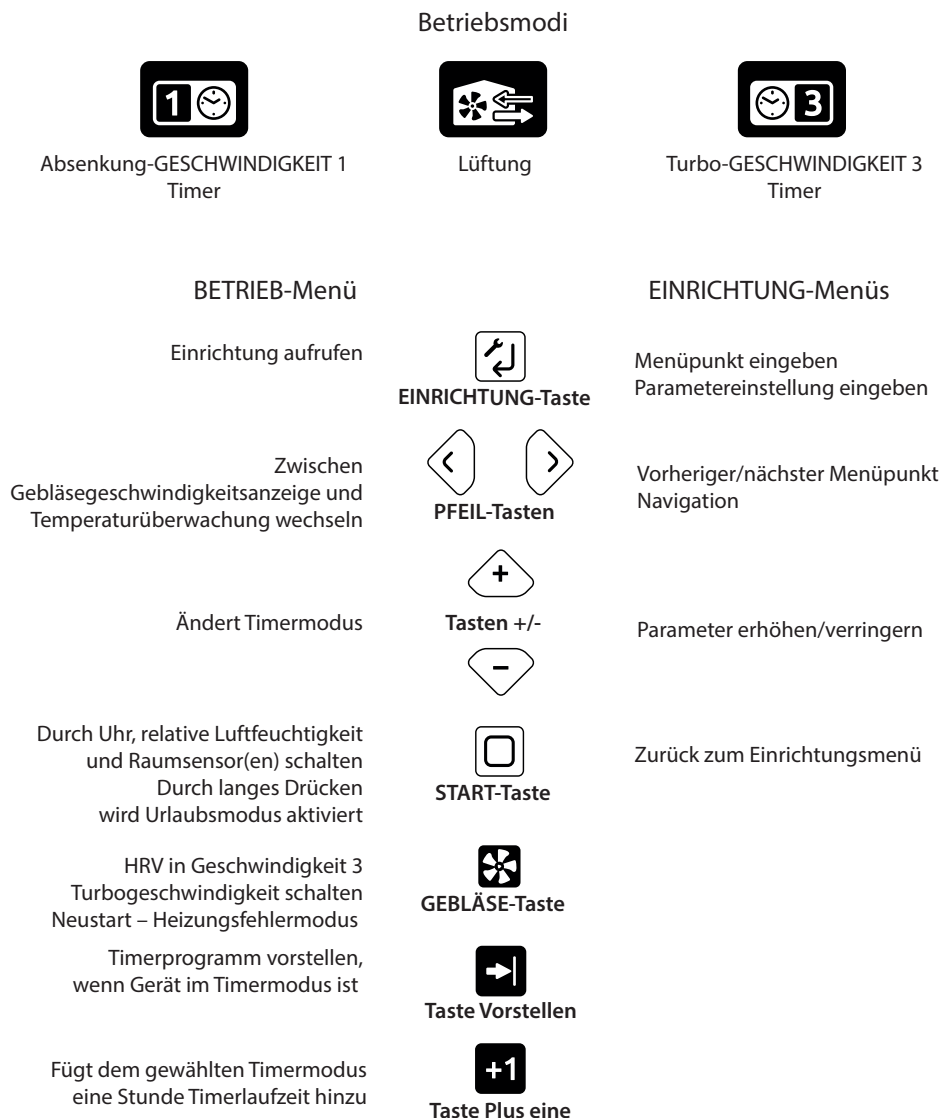 Betriebsmodi
1
3
Absenkung-GESCHWINDIGKEIT 1
Timer
Lüftung
Turbo-GESCHWINDIGKEIT 3
Timer
BETRIEB-Menü
EINRICHTUNG-Menüs
Einrichtung aufrufen
EINRICHTUNG-Taste
Menüpunkt eingeben
Parametereinstellung eingeben
Zwischen
Gebläsegeschwindigkeitsanzeige und
Temperaturüberwachung wechseln
PFEIL-Tasten
Vorheriger/nächster Menüpunkt
Navigation
+
Ändert Timermodus
Tasten +/-
Parameter erhöhen/verringern
-
Durch Uhr, relative Luftfeuchtigkeit
und Raumsensor(en) schalten
Durch langes Drücken
wird Urlaubsmodus aktiviert
START-Taste
Zurück zum Einrichtungsmenü
HRV in Geschwindigkeit 3
Turbogeschwindigkeit schalten
Neustart – Heizungsfehlermodus
GEBLÄSE-Taste
Timerprogramm vorstellen,
wenn Gerät im Timermodus ist
Taste Vorstellen
Fügt dem gewählten Timermodus
eine Stunde Timerlaufzeit hinzu
+1
Taste Plus eine